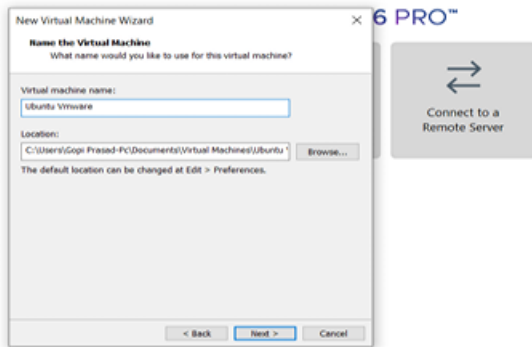 New Virtual Machine Wizard
6 PRO™
Name the Virtual Machine
What name would you like to use for this virtual machine?
Virtual machine name:
Ubuntu Vmware
Location:
C:\Users\Gopi Prasad-Pc\Documents\Virtual Machines\Ubuntu
Browse...
The default location can be changed at Edit > Preferences.
Connect to a
Remote Server
< Back
Next >
Cancel